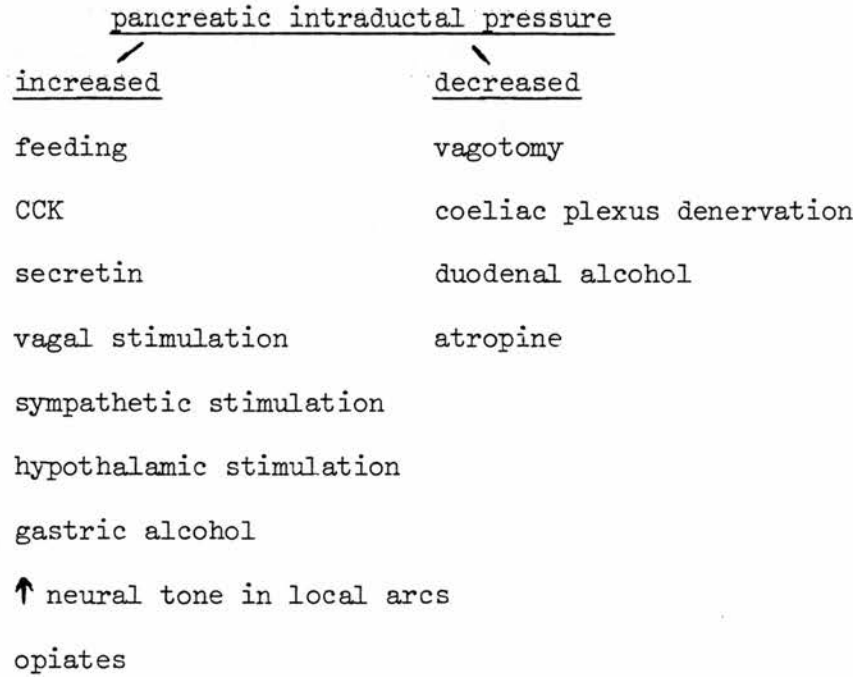 pancreatic intraductal pressure
increased decreased
feeding vagotomy
CCK coeliac plexus denervation
secretin duodenal alcohol
vagal stimulation atropine
sympathetic stimulation
hypothalamic stimulation
gastric alcohol
↑ neural tone in local arcs
opiates